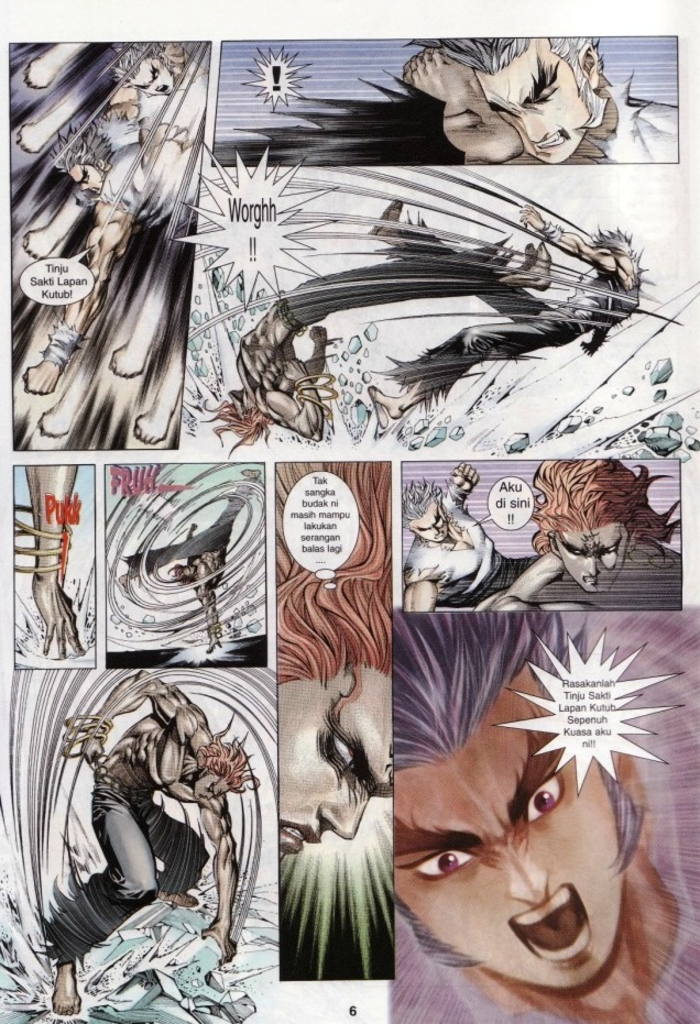 !
Tinju
Sakti Lapan
Kutub!
Worghh
!!
Pukk
!
FRUU......
Tak
sangka
budak ni
masih mampu
lakukan
serangan
balas lagi
....
Aku
di sini
!!
Rasakanlah
Tinju Sakti
Lapan Kutub
Sepenuh
Kuasa aku
ni!!
6